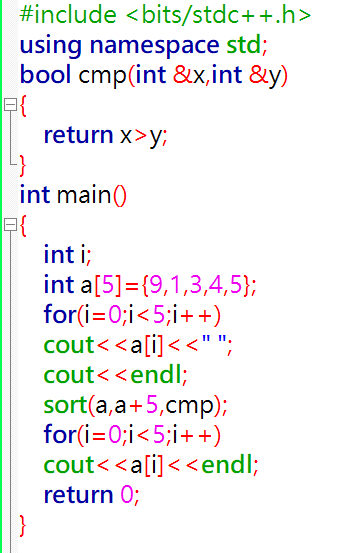 #include <bits/stdc++.h>
using namespace std;
bool cmp(int &x,int &y)
{
    return x>y;
}
int main()
{
    int i;
    int a[5]={9,1,3,4,5};
    for(i=0;i<5;i++)
    cout<<a[i]<<" ";
    cout<<endl;
    sort(a,a+5,cmp);
    for(i=0;i<5;i++)
    cout<<a[i]<<endl;
    return 0;
}